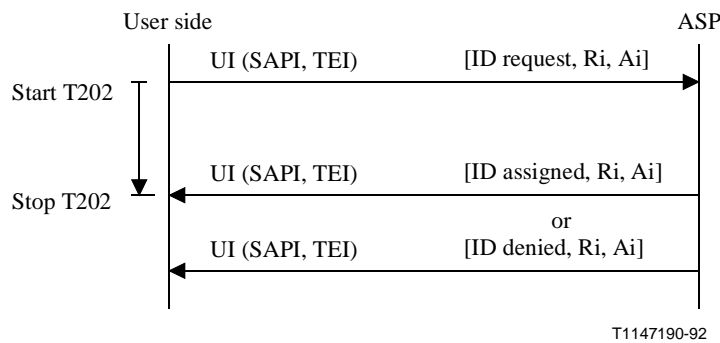 User side
ASP
UI (SAPI, TEI)
[ID request, Ri, Ai]
Start T202
UI (SAPI, TEI)
[ID assigned, Ri, Ai]
Stop T202
or
UI (SAPI, TEI)
[ID denied, Ri, Ai]
T1147190-92